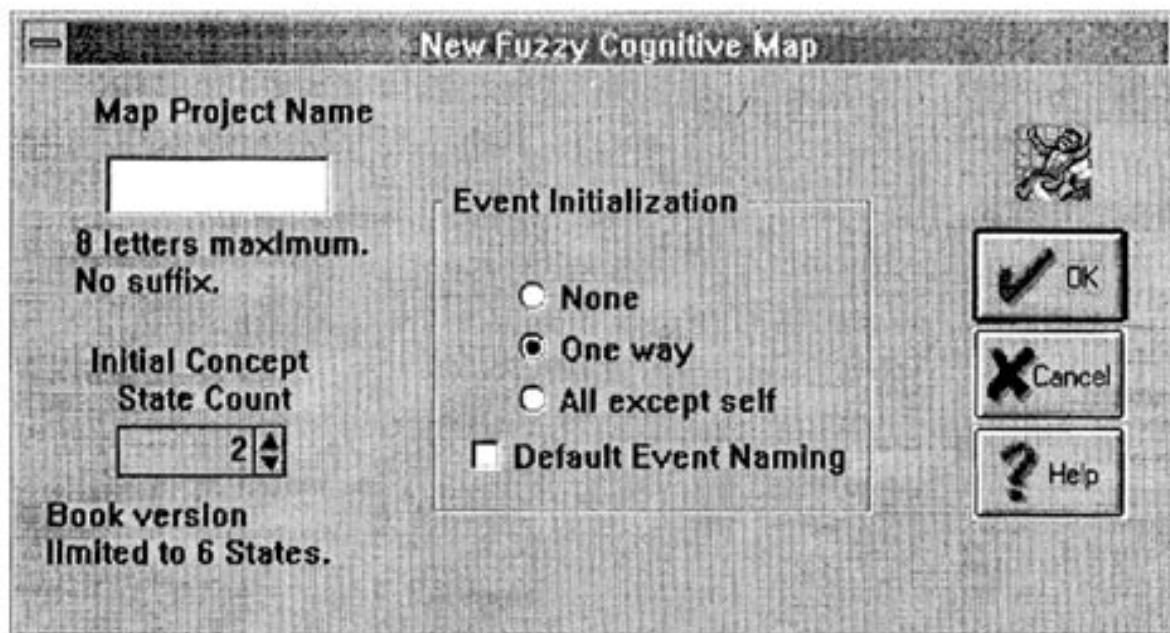 New Fuzzy Cognitive Map
Map Project Name
8 letters maximum.
No suffix.
Initial Concept
State Count
2
Book version
limited to 6 States.
Event Initialization
None
One way
All except self
Default Event Naming
OK
Cancel
Help